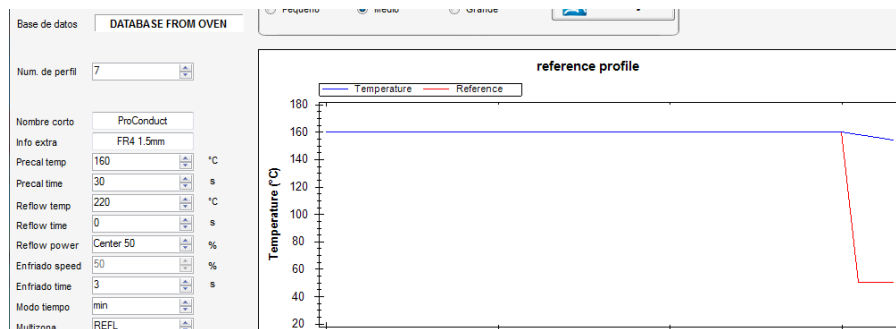 Base de datos DATABASE FROM OVEN
Pequeño Medio Grande
Num. de perfil 7
Nombre corto ProConduct
Info extra FR4 1.5mm
Precal temp 160 °C
Precal time 30 s
Reflow temp 220 °C
Reflow time 0 s
Reflow power Center 50 %
Enfriado speed 50 %
Enfriado time 3 s
Modo tiempo min
Multizona REFL
reference profile
Temperature Reference
Temperature (°C)
180
160
140
120
100
80
60
40
20